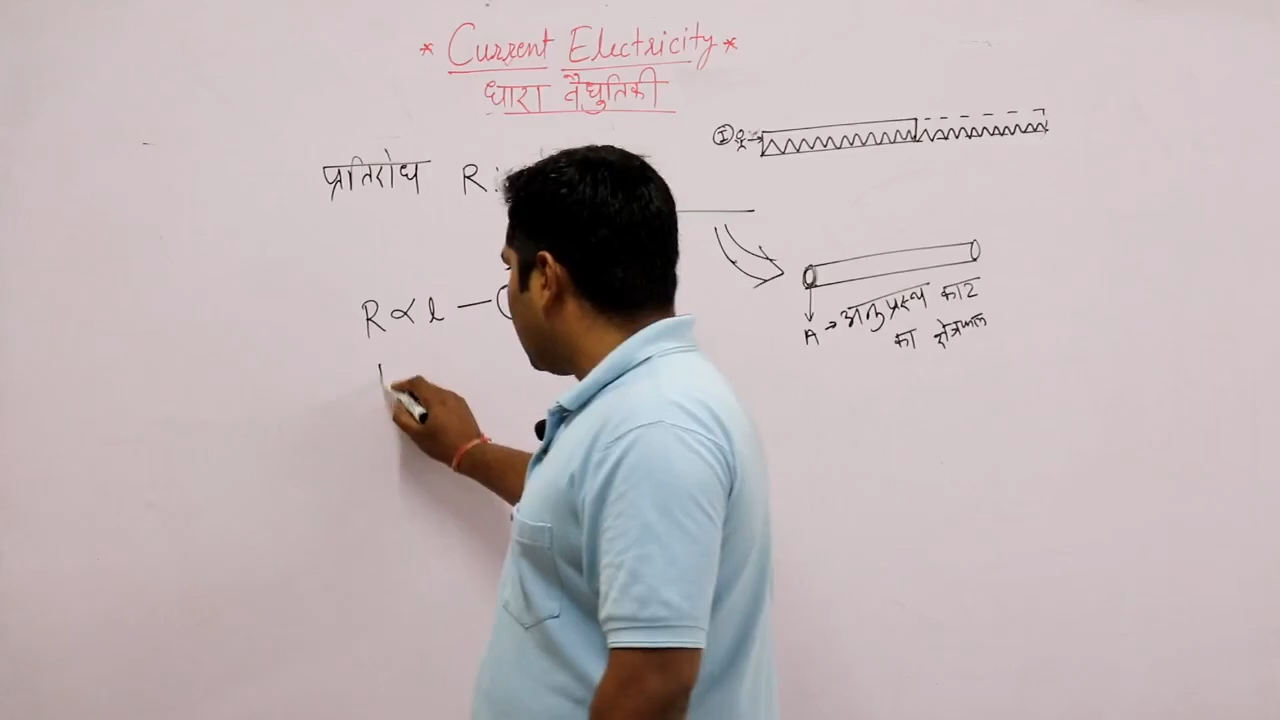 * Current Electricity *
धारा वैद्युतिकी
प्रतिरोध R:
I
R ∝ l — 
A → अनुप्रस्थ काट
का क्षेत्रफल